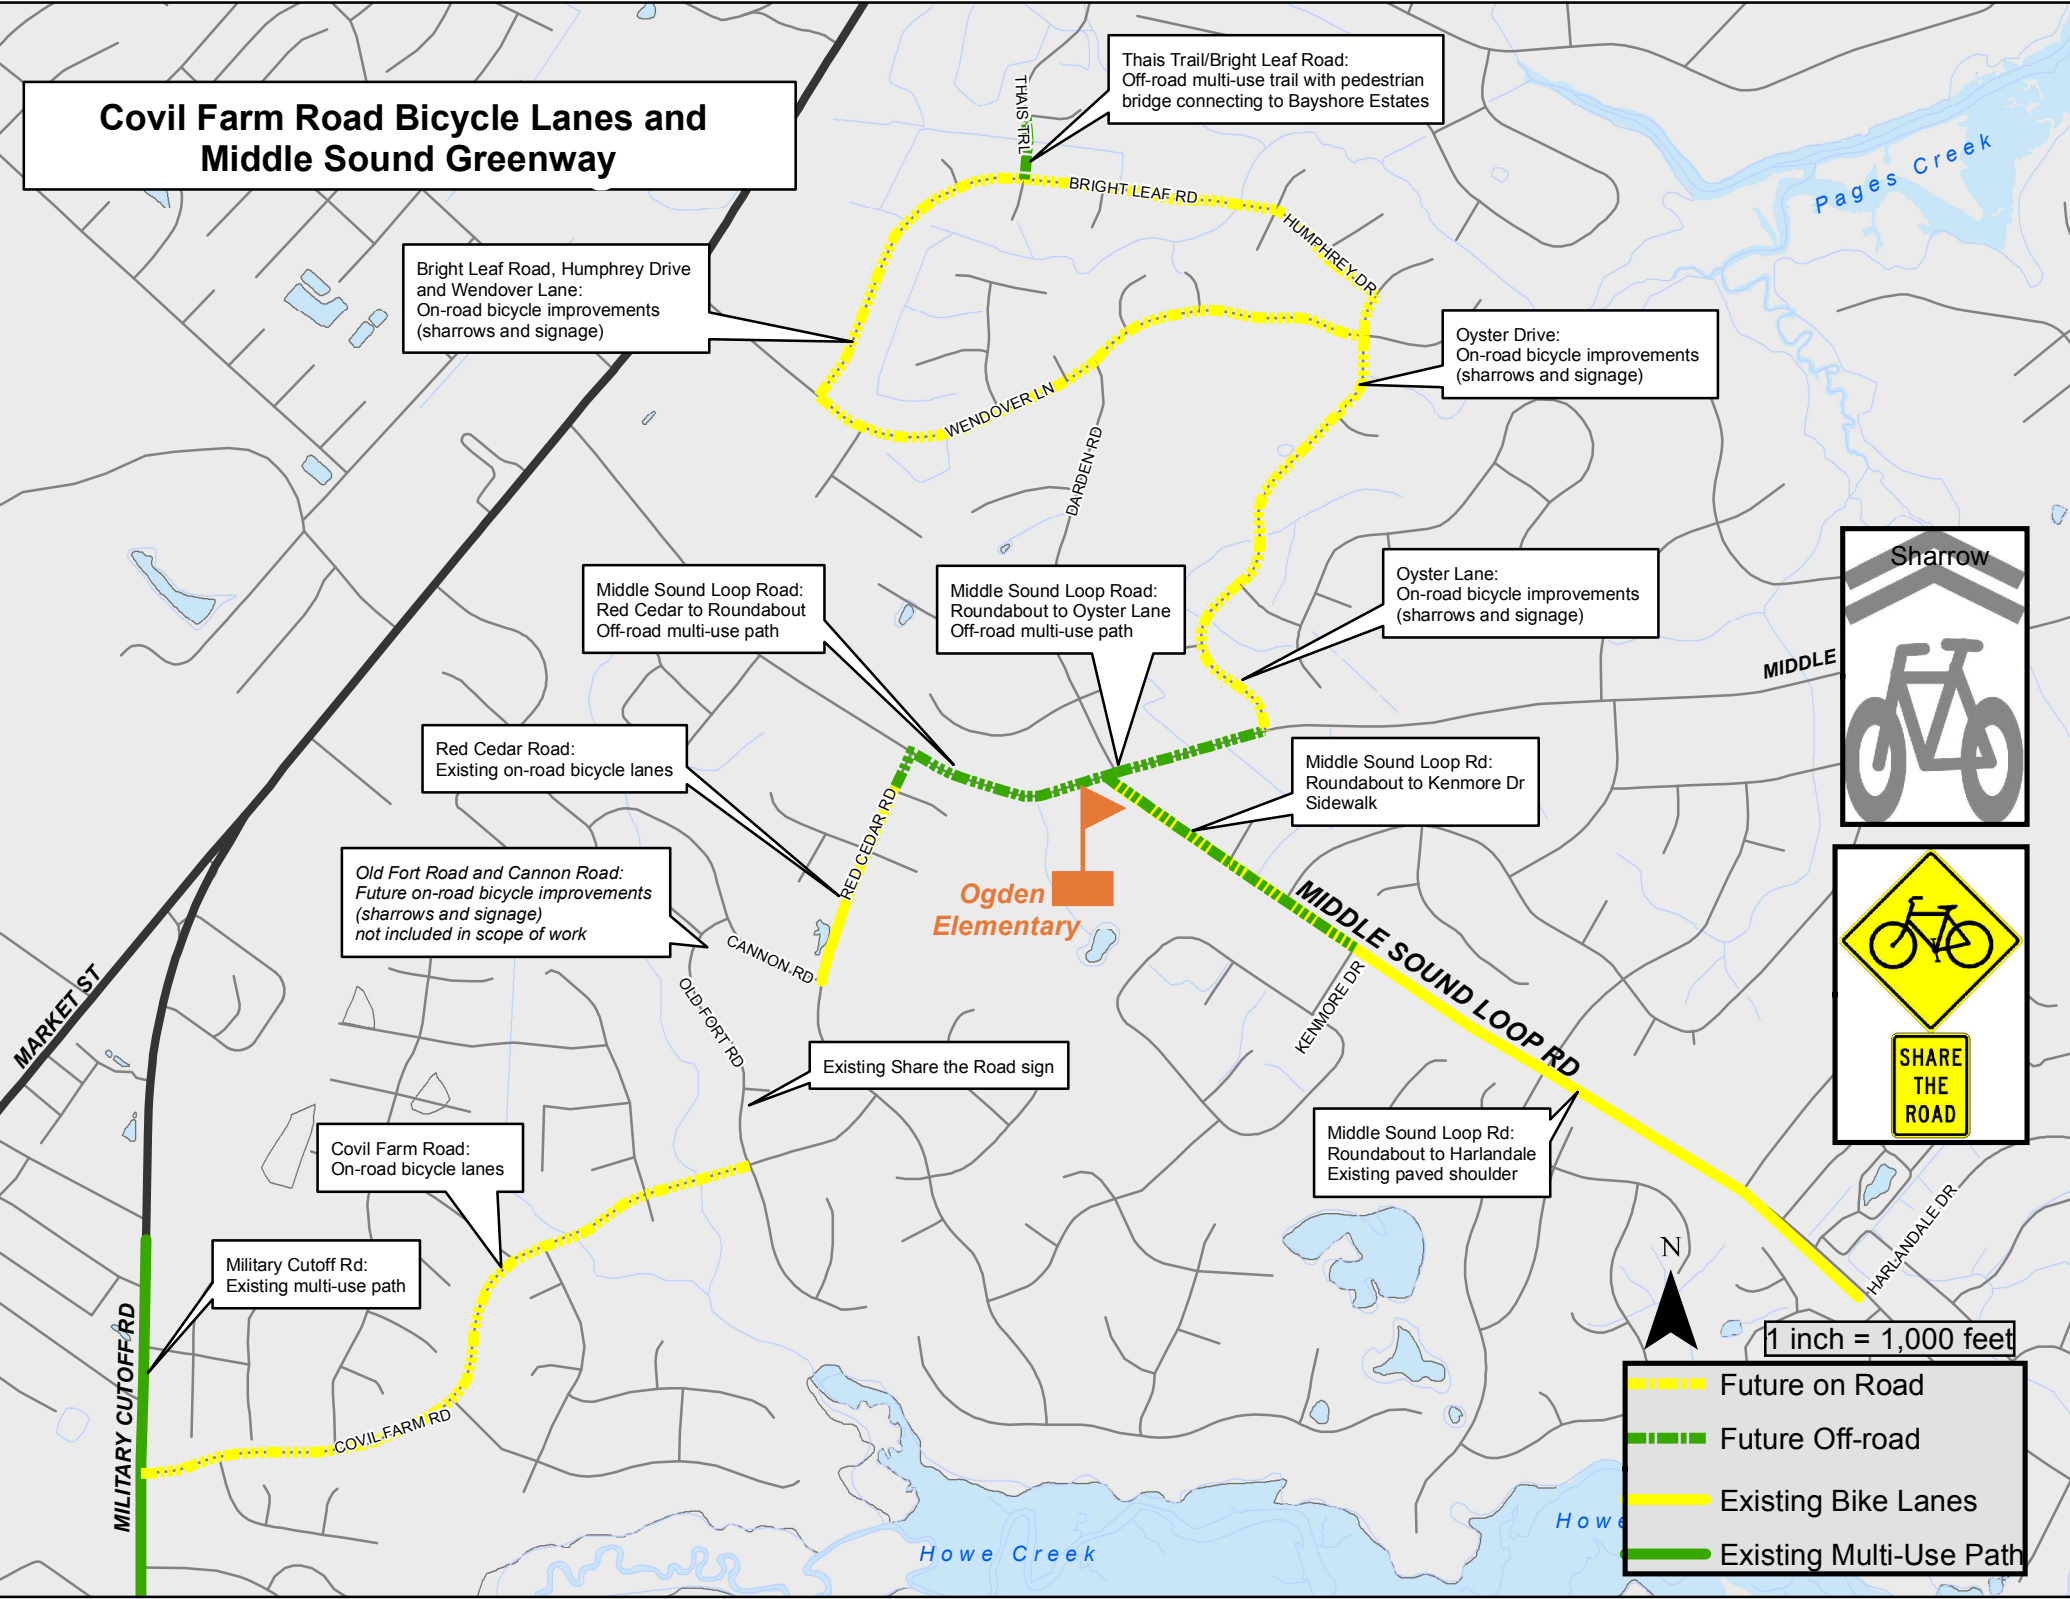 Covil Farm Road Bicycle Lanes and
Middle Sound Greenway
THAIS TRL
Thais Trail/Bright Leaf Road:
Off-road multi-use trail with pedestrian
bridge connecting to Bayshore Estates
Pages Creek
BRIGHT LEAF RD
HUMPHREY DR
Bright Leaf Road, Humphrey Drive
and Wendover Lane:
On-road bicycle improvements
(sharrows and signage)
Oyster Drive:
On-road bicycle improvements
(sharrows and signage)
WENDOVER LN
DARDEN RD
Middle Sound Loop Road:
Red Cedar to Roundabout
Off-road multi-use path
Middle Sound Loop Road:
Roundabout to Oyster Lane
Off-road multi-use path
Oyster Lane:
On-road bicycle improvements
(sharrows and signage)
Sharrow
MIDDLE
Red Cedar Road:
Existing on-road bicycle lanes
Middle Sound Loop Rd:
Roundabout to Kenmore Dr
Sidewalk
RED CEDAR RD
Old Fort Road and Cannon Road:
Future on-road bicycle improvements
(sharrows and signage)
not included in scope of work
Ogden
Elementary
CANNON RD
OLD FORT RD
MIDDLE SOUND LOOP RD
KENMORE DR
MARKET ST
SHARE
THE
ROAD
Existing Share the Road sign
Covil Farm Road:
On-road bicycle lanes
Middle Sound Loop Rd:
Roundabout to Harlandale
Existing paved shoulder
HARLANDALE DR
Military Cutoff Rd:
Existing multi-use path
MILITARY CUTOFF RD
COVIL FARM RD
N
1 inch = 1,000 feet
Future on Road
Future Off-road
Existing Bike Lanes
Existing Multi-Use Path
Howe Creek
Howe